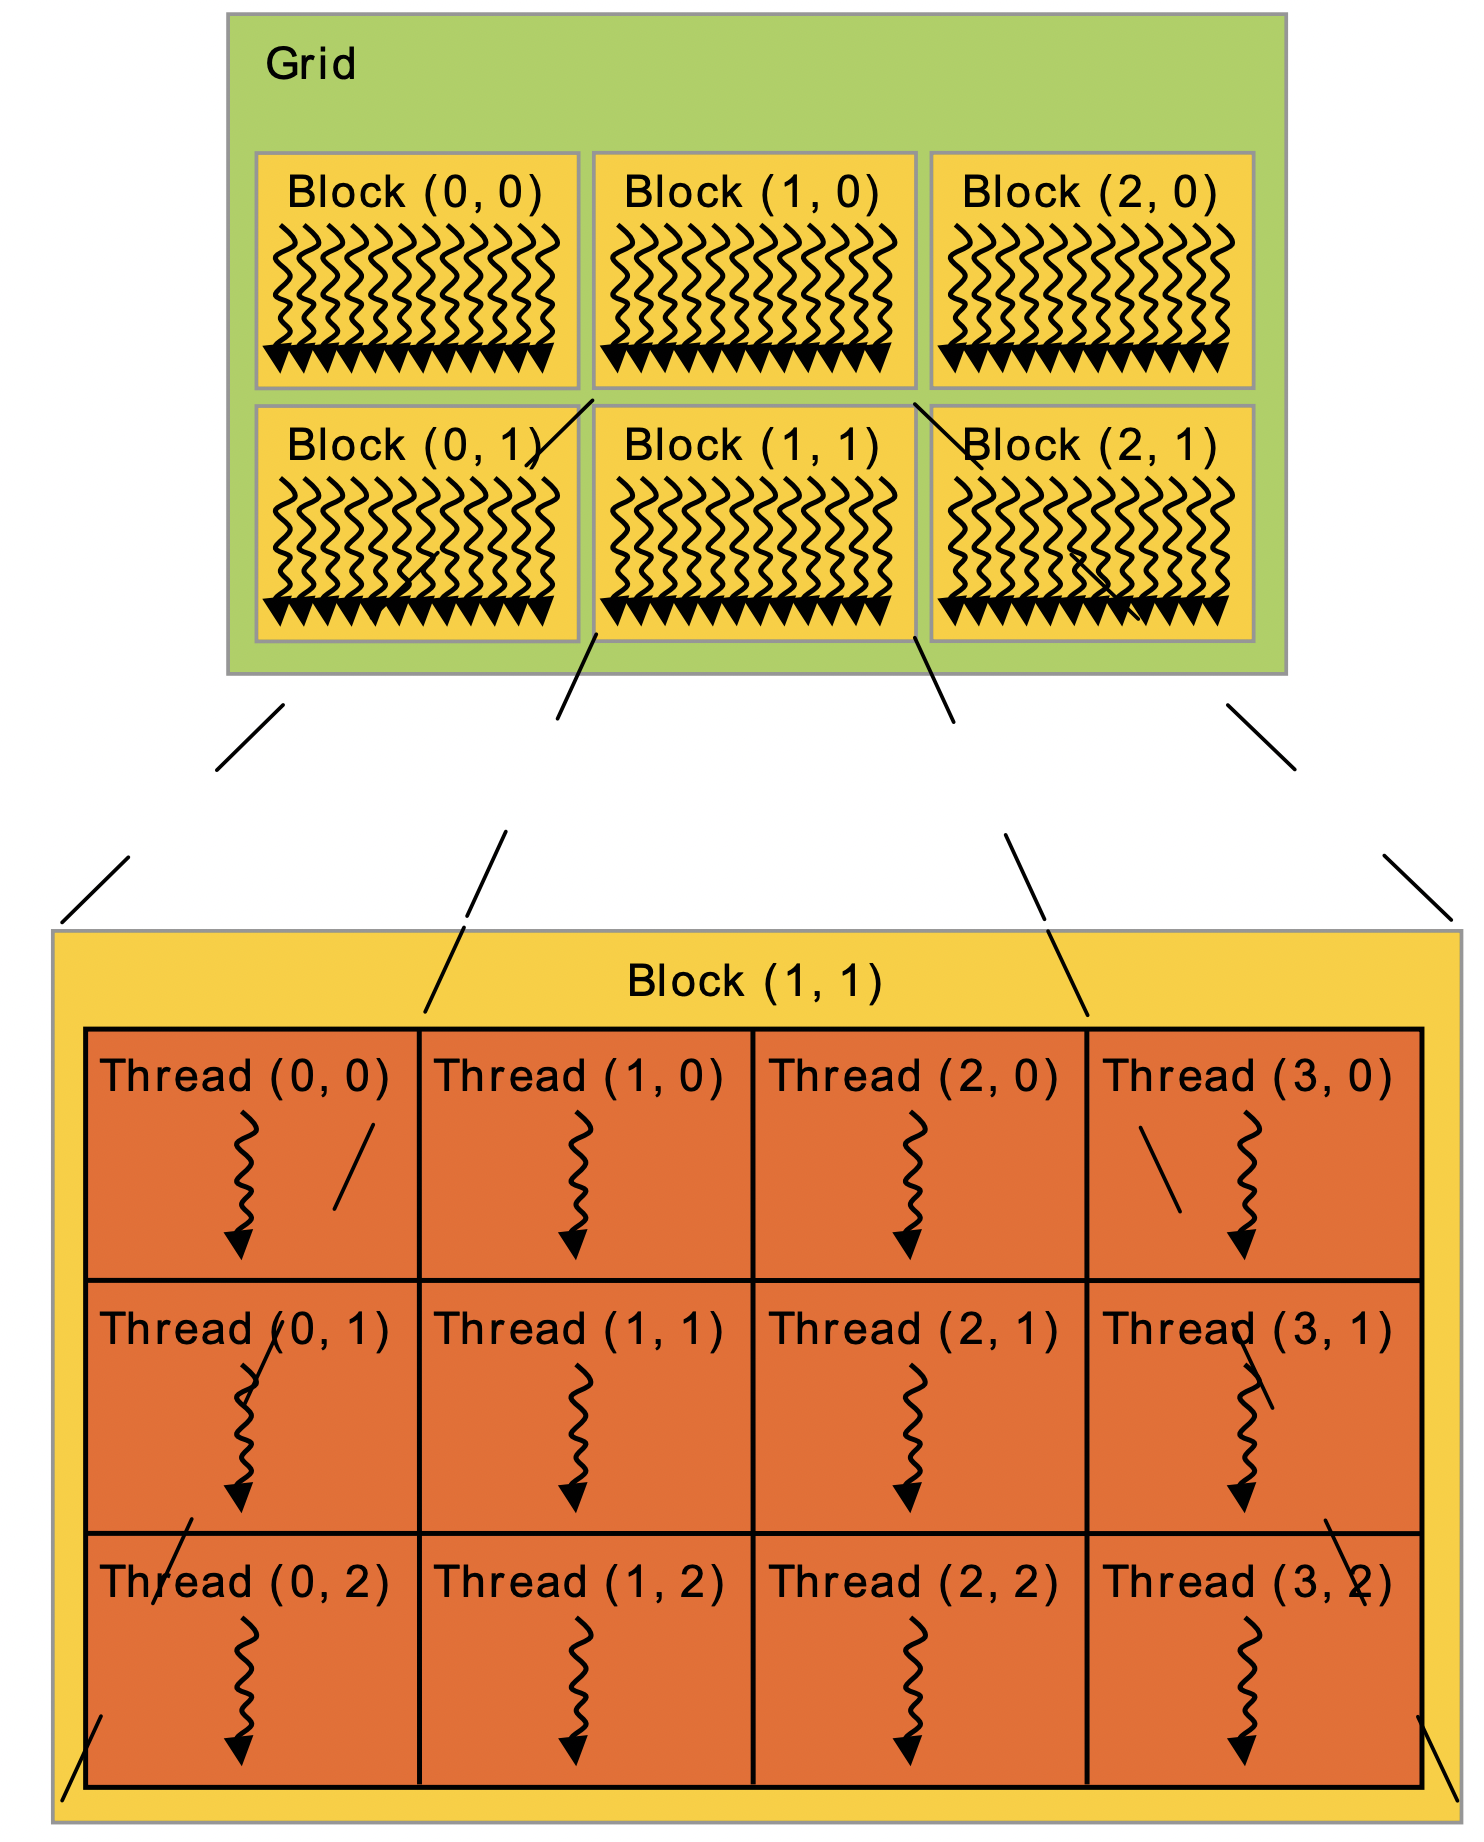 Grid
Block (0, 0) Block (1, 0) Block (2, 0)
Block (0, 1) Block (1, 1) Block (2, 1)
Block (1, 1)
Thread (0, 0) Thread (1, 0) Thread (2, 0) Thread (3, 0)
Thread (0, 1) Thread (1, 1) Thread (2, 1) Thread (3, 1)
Thread (0, 2) Thread (1, 2) Thread (2, 2) Thread (3, 2)